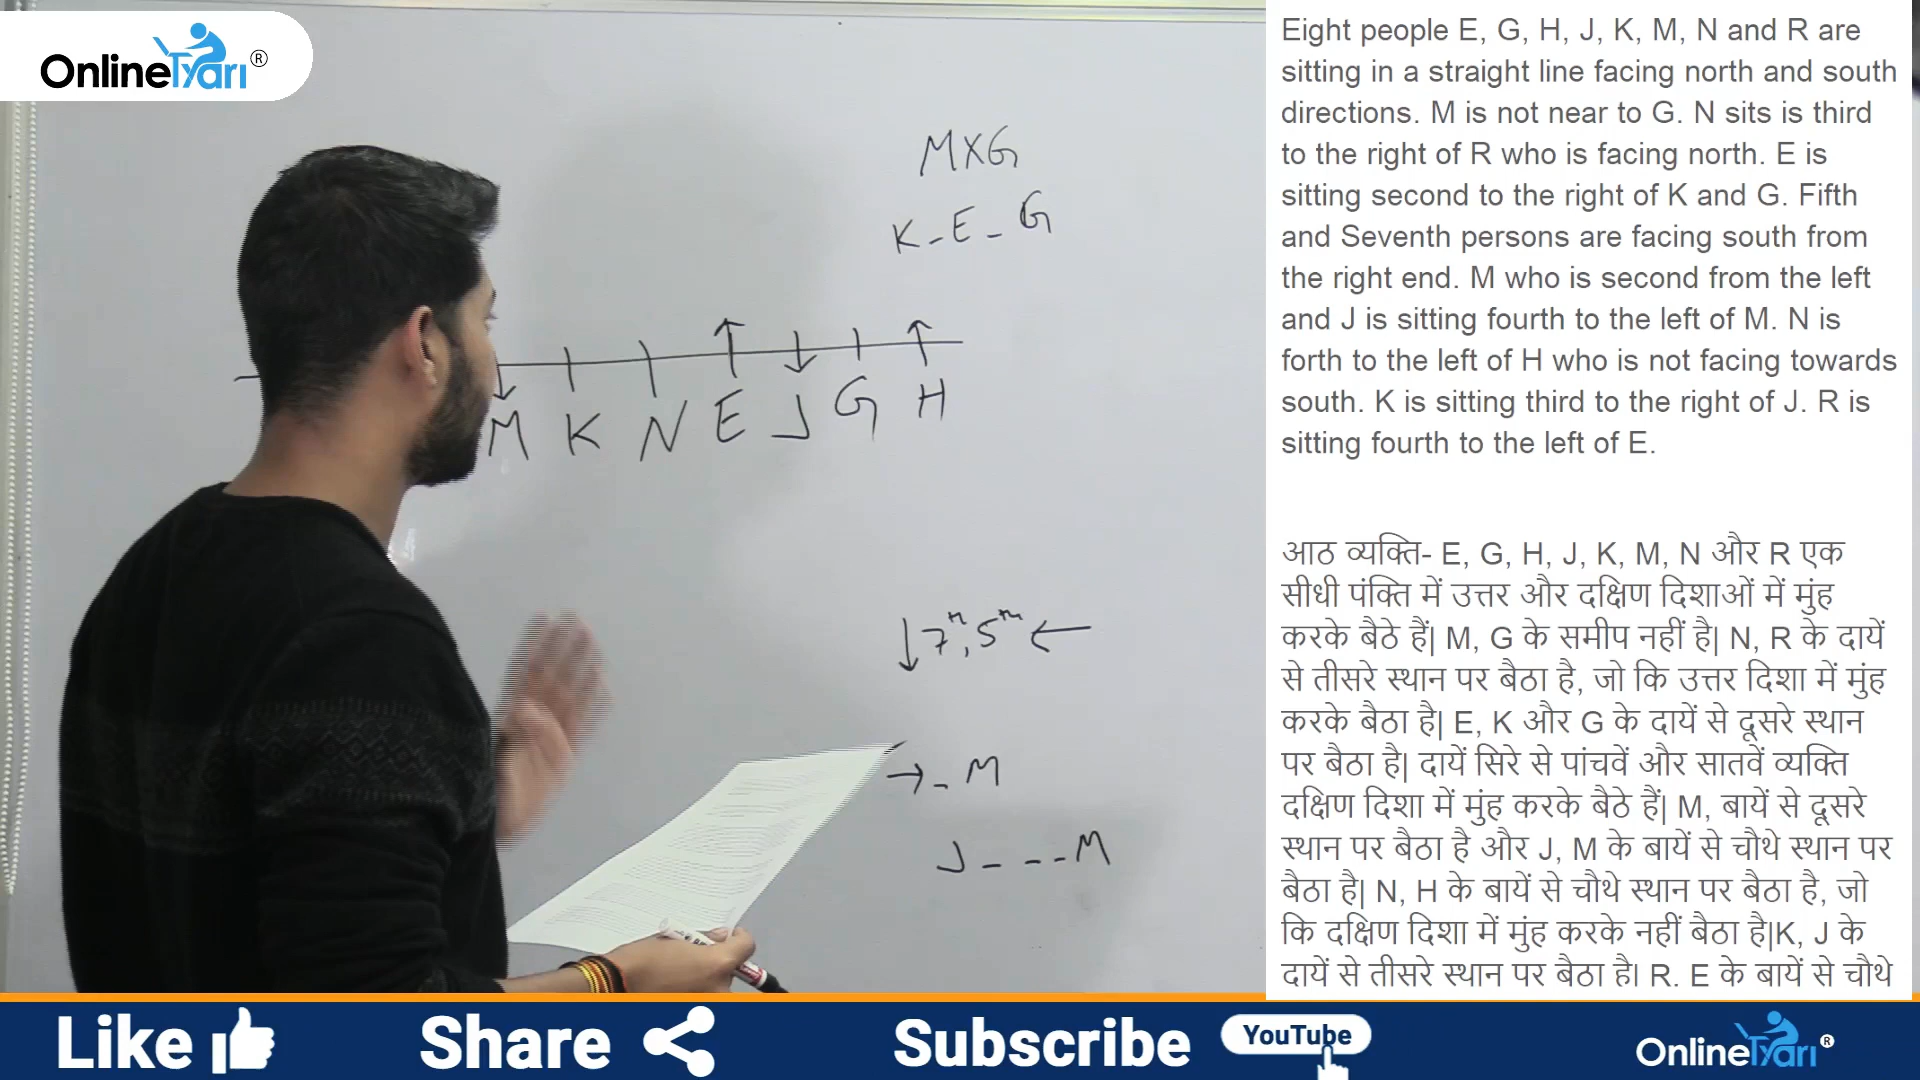 OnlineTyari®
Eight people E, G, H, J, K, M, N and R are
sitting in a straight line facing north and south
directions. M is not near to G. N sits is third
to the right of R who is facing north. E is
sitting second to the right of K and G. Fifth
and Seventh persons are facing south from
the right end. M who is second from the left
and J is sitting fourth to the left of M. N is
forth to the left of H who is not facing towards
south. K is sitting third to the right of J. R is
sitting fourth to the left of E.
आठ व्यक्ति- E, G, H, J, K, M, N और R एक
सीधी पंक्ति में उत्तर और दक्षिण दिशाओं में मुंह
करके बैठे हैं| M, G के समीप नहीं है| N, R के दायें
से तीसरे स्थान पर बैठा है, जो कि उत्तर दिशा में मुंह
करके बैठा है| E, K और G के दायें से दूसरे स्थान
पर बैठा है| दायें सिरे से पांचवें और सातवें व्यक्ति
दक्षिण दिशा में मुंह करके बैठे हैं| M, बायें से दूसरे
स्थान पर बैठा है और J, M के बायें से चौथे स्थान पर
बैठा है| N, H के बायें से चौथे स्थान पर बैठा है, जो
कि दक्षिण दिशा में मुंह करके नहीं बैठा है|K, J के
दायें से तीसरे स्थान पर बैठा है। R. E के बायें से चौथे
MXG
K - E - G
M K N E J G H
↓ 7th, 5th ←
→ - M
J - - - M
Like Share Subscribe YouTube OnlineTyari®